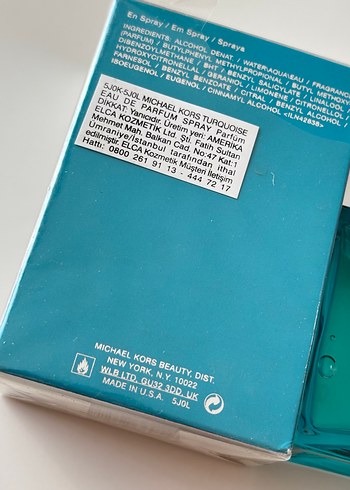 En Spray / Em Spray / Spraya
INGREDIENTS: ALCOHOL DENAT. / WATER\AQUA\EAU / FRAGRANCE
(PARFUM) / BUTYLPHENYL METHYLPROPIONAL / BUTYL METHOXY
DIBENZOYLMETHANE / BHT / BENZYL SALICYLATE / LINALOOL /
HYDROXYCITRONELLAL / GERANIOL / LIMONENE / CITRONELLOL /
FARNESOL / BENZYL BENZOATE / CITRAL / BENZYL ALCOHOL /
ISOEUGENOL / EUGENOL / CINNAMYL ALCOHOL <ILN42658>
5J0K-5J0L MICHAEL KORS TURQUOISE
EAU DE PARFUM SPRAY Parfüm
DİKKAT: Yanıcıdır. Üretim yeri: AMERİKA
ELCA KOZMETİK Ltd. Şti. Fatih Sultan
Mehmet Mah. Balkan Cad. No:47 Kat:1
Ümraniye/İstanbul tarafından ithal
edilmiştir. ELCA Kozmetik Müşteri İletişim
Hattı: 0800 261 91 13 - 444 72 17
MICHAEL KORS BEAUTY, DIST.
NEW YORK, N.Y. 10022
WLB LTD, GU32 3DD, UK
MADE IN U.S.A. 5J0L